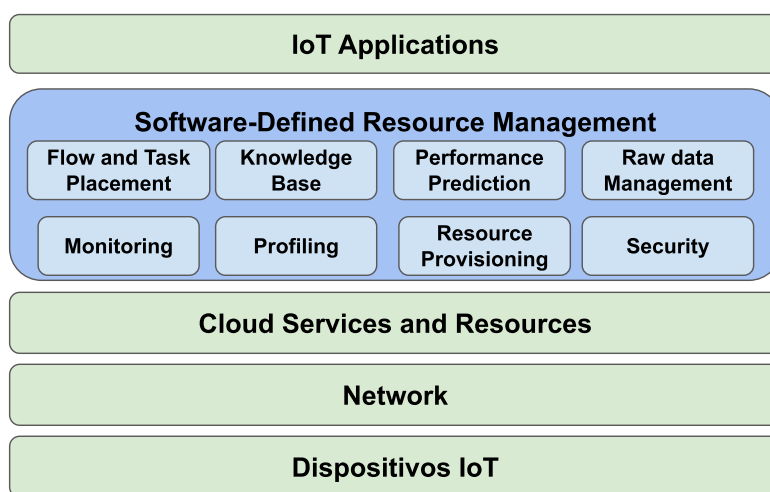 IoT Applications
Software-Defined Resource Management
Flow and Task
Placement
Knowledge
Base
Performance
Prediction
Raw data
Management
Monitoring
Profiling
Resource
Provisioning
Security
Cloud Services and Resources
Network
Dispositivos IoT